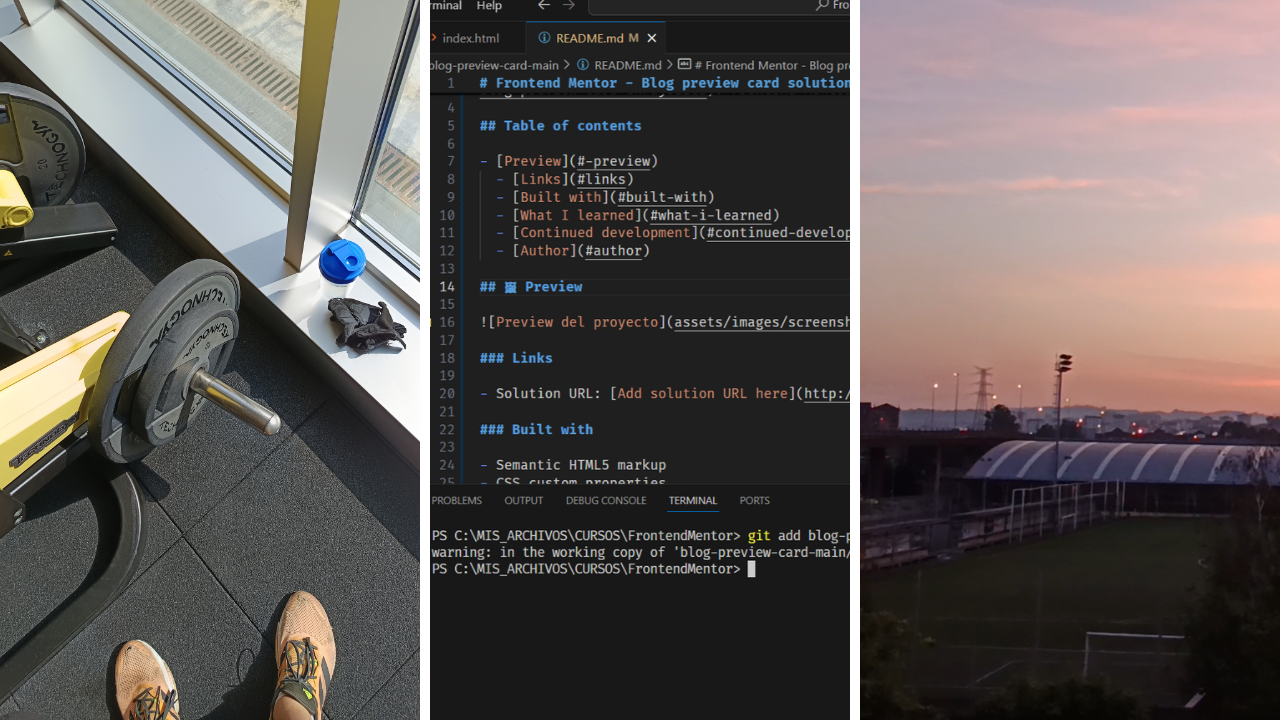 TECHNOGYM
20
TECHNOGYM
TECHNOGYM
rminal Help
Fro
index.html
README.md M
blog-preview-card-main > README.md > # Frontend Mentor - Blog pr
1 # Frontend Mentor - Blog preview card solution
4
5 ## Table of contents
6
7 - [Preview](#-preview)
8 - [Links](#links)
9 - [Built with](#built-with)
10 - [What I learned](#what-i-learned)
11 - [Continued development](#continued-develop
12 - [Author](#author)
13
14 ## Preview
15
16 ![Preview del proyecto](assets/images/screensh
17
18 ### Links
19
20 - Solution URL: [Add solution URL here](http:/
21
22 ### Built with
23
24 - Semantic HTML5 markup
25 - CSS custom properties
PROBLEMS OUTPUT DEBUG CONSOLE TERMINAL PORTS
PS C:\MIS_ARCHIVOS\CURSOS\FrontendMentor> git add blog-p
warning: in the working copy of 'blog-preview-card-main/
PS C:\MIS_ARCHIVOS\CURSOS\FrontendMentor>